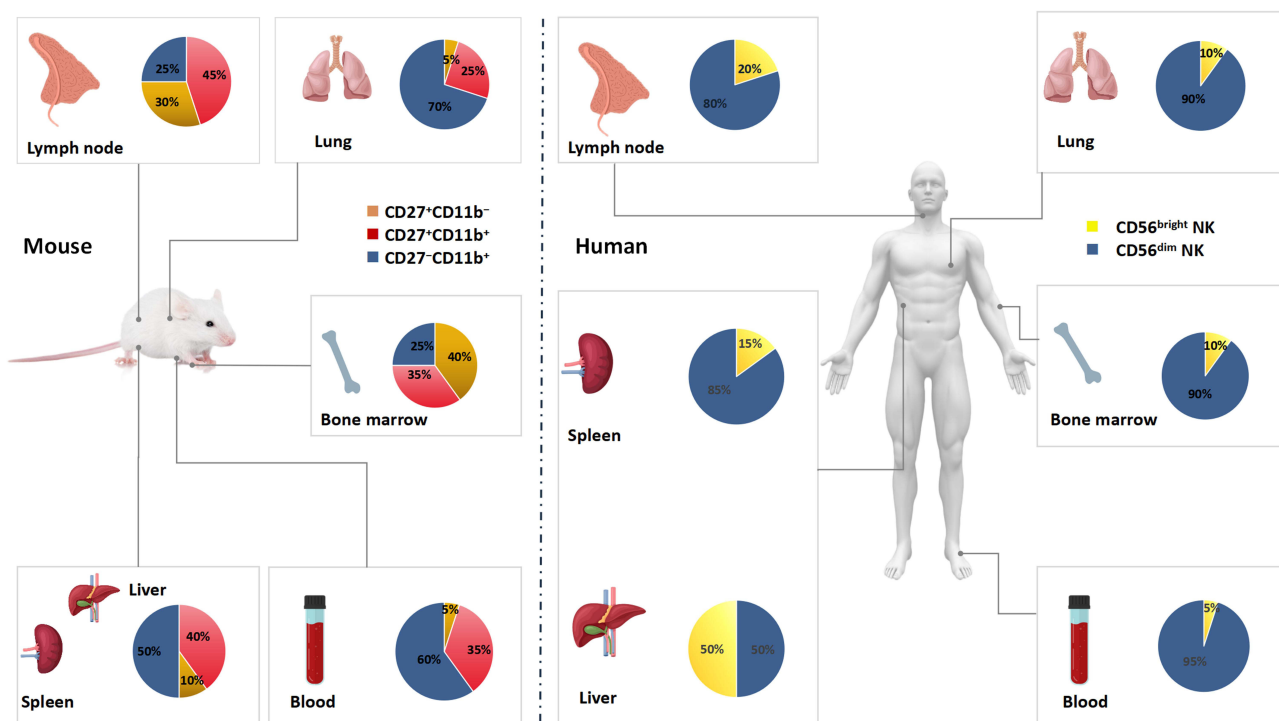 25%
45%
30%
Lymph node
5%
25%
70%
Lung
Mouse
CD27⁺CD11b⁻
CD27⁺CD11b⁺
CD27⁻CD11b⁺
25%
40%
35%
Bone marrow
Liver
50%
40%
10%
Spleen
5%
35%
60%
Blood
20%
80%
Lymph node
10%
90%
Lung
Human
CD56ᵇʳⁱᵍʰᵗ NK
CD56ᵈⁱᵐ NK
15%
85%
Spleen
10%
90%
Bone marrow
50%
50%
Liver
5%
95%
Blood